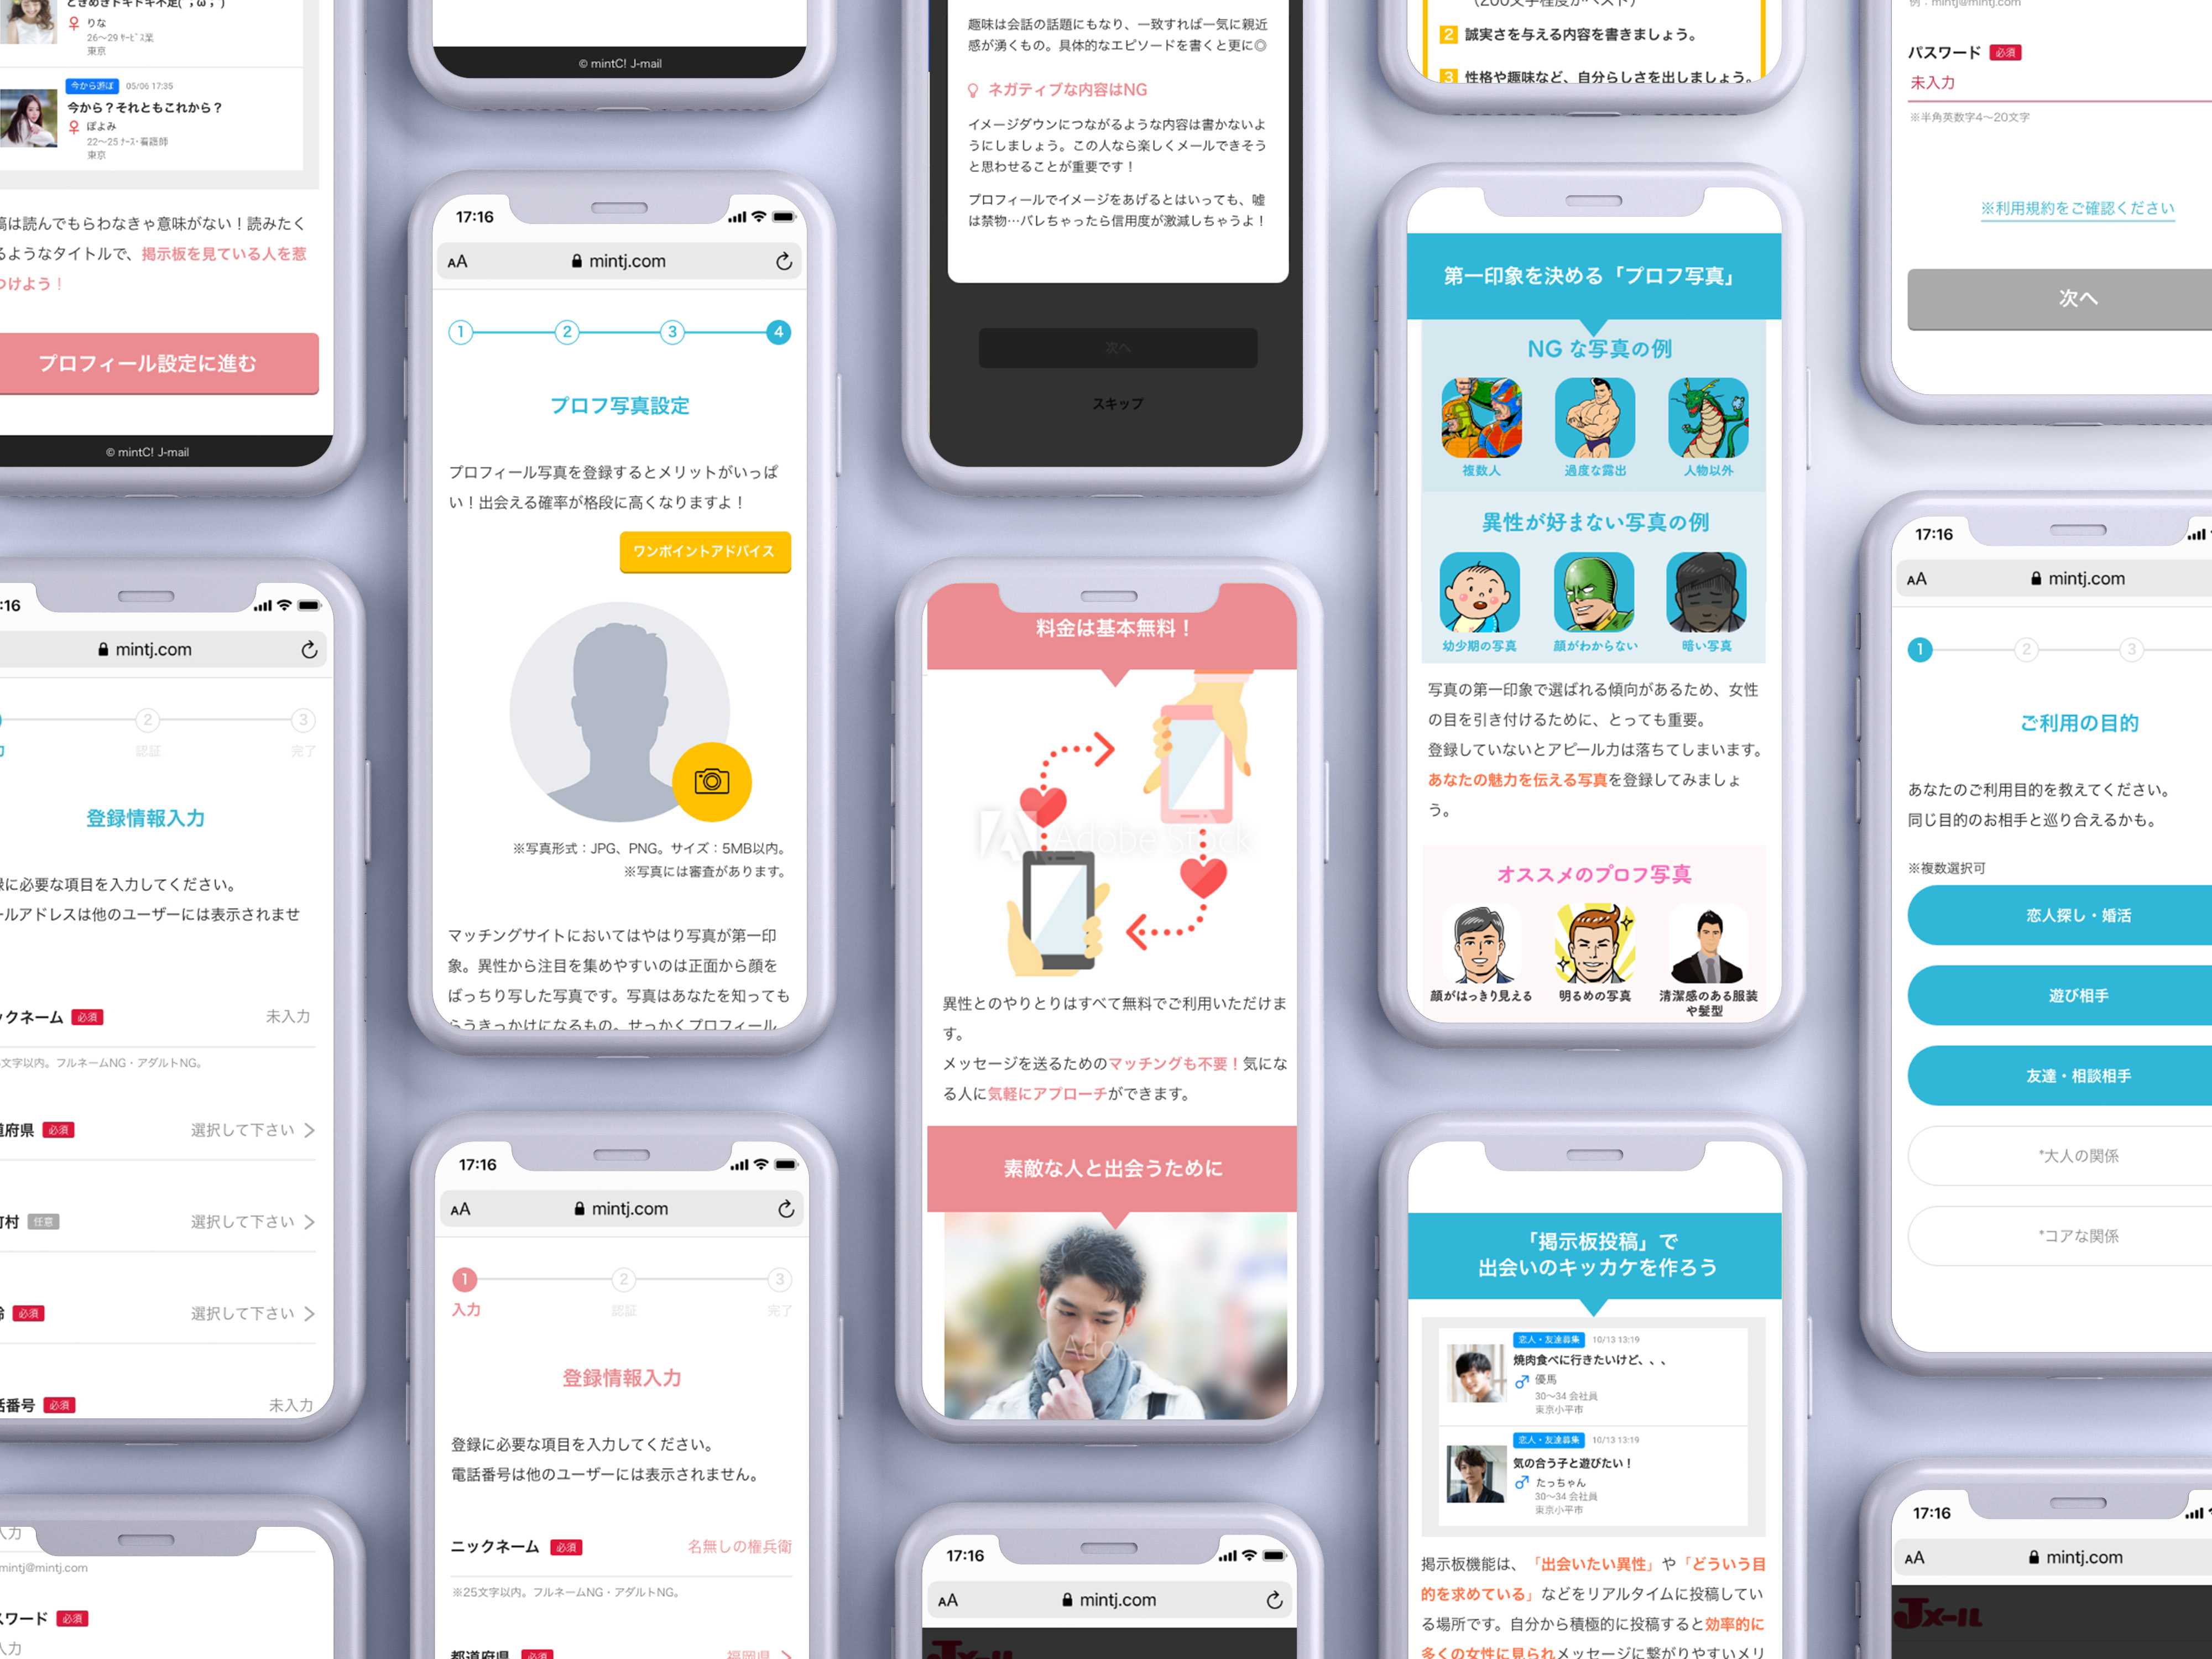 りな
東京
今から遊ぼ 05/06 17:35
今から？それともこれから？
ぽよみ
22〜25 ﾅｰｽ･看護師
東京
稿は読んでもらわなきゃ意味がない！読みたく
るようなタイトルで、掲示板を見ている人を惹
つけよう！
プロフィール設定に進む
© mintC! J-mail
:16
mintj.com
2
3
認証
完了
登録情報入力
に必要な項目を入力してください。
ールアドレスは他のユーザーには表示されませ
ックネーム 必須 未入力
文字以内。フルネームNG・アダルトNG。
道府県 必須 選択して下さい
町村 任意 選択して下さい
齢 必須 選択して下さい
話番号 必須 未入力
入力
mintj@mintj.com
スワード 必須
入力
© mintC! J-mail
17:16
AA mintj.com
1 2 3 4
プロフ写真設定
プロフィール写真を登録するとメリットがいっぱ
い！出会える確率が格段に高くなりますよ！
ワンポイントアドバイス
※写真形式：JPG、PNG。サイズ：5MB以内。
※写真には審査があります。
マッチングサイトにおいてはやはり写真が第一印
象。異性から注目を集めやすいのは正面から顔を
ばっちり写した写真です。写真はあなたを知っても
らうきっかけになるもの。せっかくプロフィール
17:16
AA mintj.com
1 2 3
入力 認証 完了
登録情報入力
登録に必要な項目を入力してください。
電話番号は他のユーザーには表示されません。
ニックネーム 必須 名無しの権兵衛
※25文字以内。フルネームNG・アダルトNG。
都道府県 必須 福岡県
趣味は会話の話題にもなり、一致すれば一気に親近
感が湧くもの。具体的なエピソードを書くと更に◎
ネガティブな内容はNG
イメージダウンにつながるような内容は書かないよ
うにしましょう。この人なら楽しくメールできそう
と思わせることが重要です！
プロフィールでイメージをあげるとはいっても、嘘
は禁物…バレちゃったら信用度が激減しちゃうよ！
次へ
スキップ
料金は基本無料！
Adobe Stock
異性とのやりとりはすべて無料でご利用いただけま
す。
メッセージを送るためのマッチングも不要！気にな
る人に気軽にアプローチができます。
素敵な人と出会うために
Ado
17:16
AA mintj.com
Jメール
（200文字程度がベスト）
2 誠実さを与える内容を書きましょう。
3 性格や趣味など、自分らしさを出しましょう。
第一印象を決める「プロフ写真」
NG な写真の例
複数人 過度な露出 人物以外
異性が好まない写真の例
幼少期の写真 顔がわからない 暗い写真
写真の第一印象で選ばれる傾向があるため、女性
の目を引き付けるために、とっても重要。
登録していないとアピール力は落ちてしまいます。
あなたの魅力を伝える写真を登録してみましょ
う。
オススメのプロフ写真
顔がはっきり見える 明るめの写真 清潔感のある服装
や髪型
「掲示板投稿」で
出会いのキッカケを作ろう
恋人・友達募集 10/13 13:19
焼肉食べに行きたいけど、、、
優馬
30〜34 会社員
東京小平市
恋人・友達募集 10/13 13:19
気の合う子と遊びたい！
たっちゃん
30〜34 会社員
東京小平市
掲示板機能は、「出会いたい異性」や「どういう目
的を求めている」などをリアルタイムに投稿してい
る場所です。自分から積極的に投稿すると効率的に
多くの女性に見られメッセージに繋がりやすいメリ
例：mintj@mintj.com
パスワード 必須
未入力
※半角英数字4〜20文字
※利用規約をご確認ください
次へ
17:16
AA mintj.com
1 2 3
ご利用の目的
あなたのご利用目的を教えてください。
同じ目的のお相手と巡り合えるかも。
※複数選択可
恋人探し・婚活
遊び相手
友達・相談相手
*大人の関係
*コアな関係
17:16
AA mintj.com
Jメール